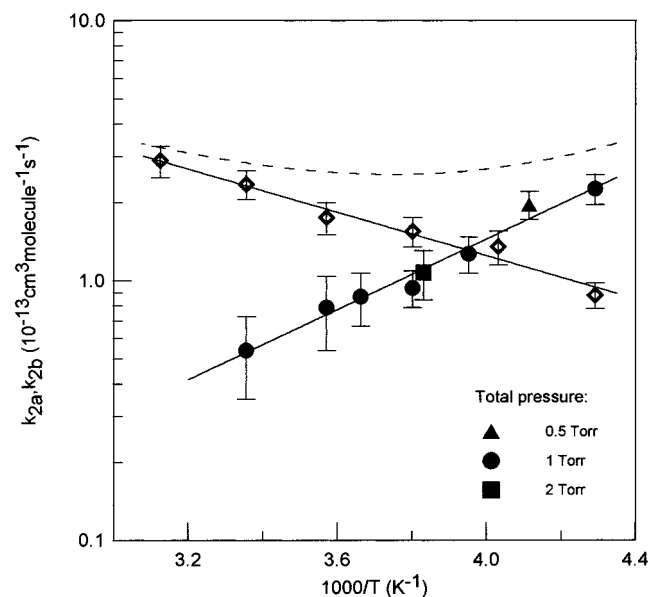 10.0
1.0
0.1
k2a,k2b (10⁻¹³cm³molecule⁻¹s⁻¹)
Total pressure:
0.5 Torr
1 Torr
2 Torr
3.2 3.6 4.0 4.4
1000/T (K⁻¹)